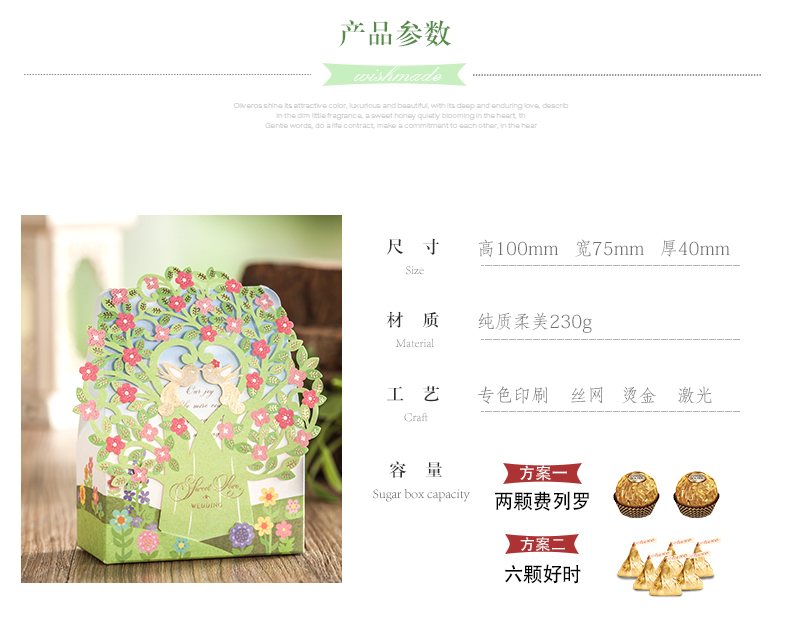 产品参数
wishmade
Oliveros shine its attractive color, luxurious and beautiful, with its deep and enduring love, describ
In the dim little fragrance, a sweet honey quietly blooming in the heart, th
Gentle words, do a life contract, make a commitment to each other, in the hear
尺 寸 高100mm 宽75mm 厚40mm
Size
材 质 纯质柔美230g
Material
工 艺 专色印刷 丝网 烫金 激光
Craft
容 量
Sugar box capacity
方案一
两颗费列罗
方案二
六颗好时
Our joy
Sweet Love
WEDDING